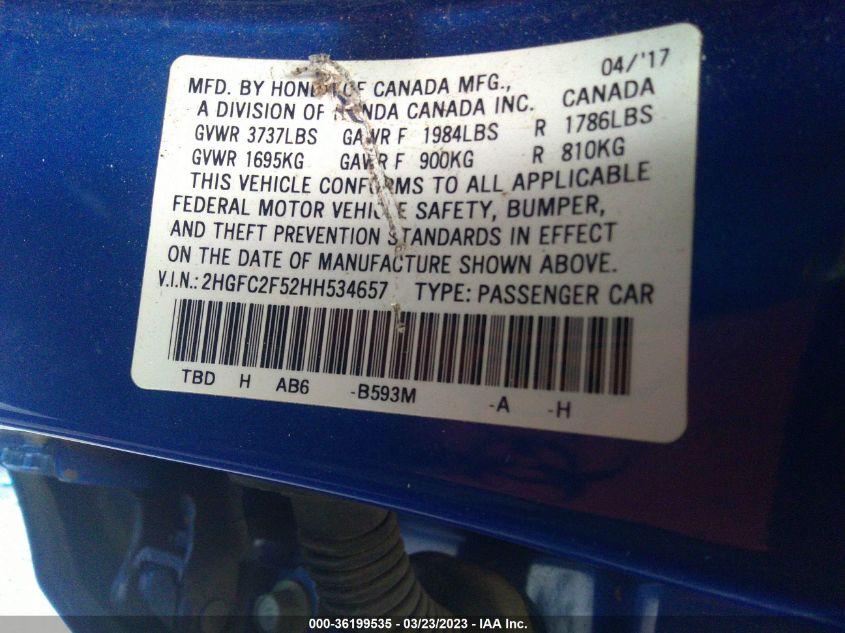 04/'17
MFD. BY HONDA OF CANADA MFG.,
A DIVISION OF HONDA CANADA INC. CANADA
GVWR 3737LBS GAWR F 1984LBS R 1786LBS
GVWR 1695KG GAWR F 900KG R 810KG
THIS VEHICLE CONFORMS TO ALL APPLICABLE
FEDERAL MOTOR VEHICLE SAFETY, BUMPER,
AND THEFT PREVENTION STANDARDS IN EFFECT
ON THE DATE OF MANUFACTURE SHOWN ABOVE.
V.I.N.: 2HGFC2F52HH534657 TYPE: PASSENGER CAR
TBD H AB6 -B593M -A -H
000-36199535 - 03/23/2023 - IAA Inc.